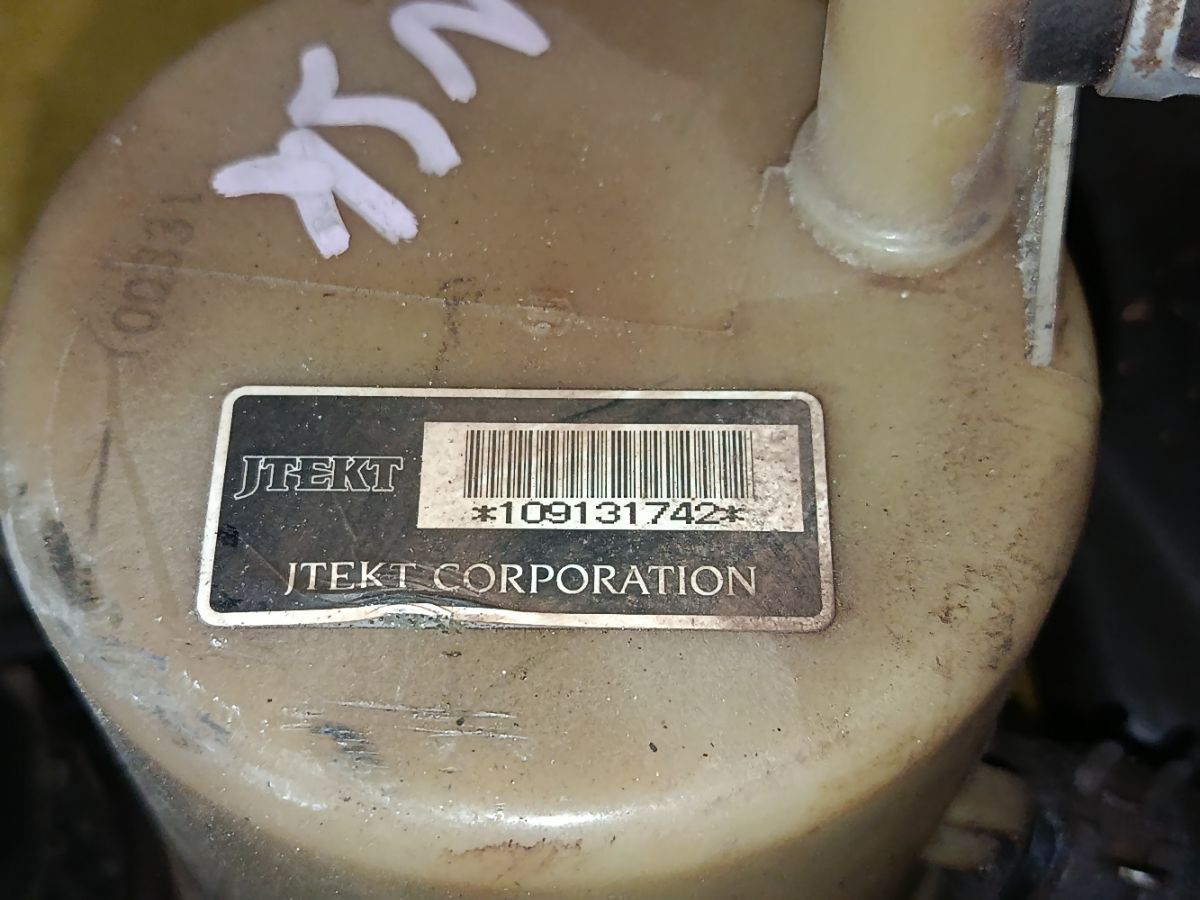 JTEKT
*109131742*
JTEKT CORPORATION